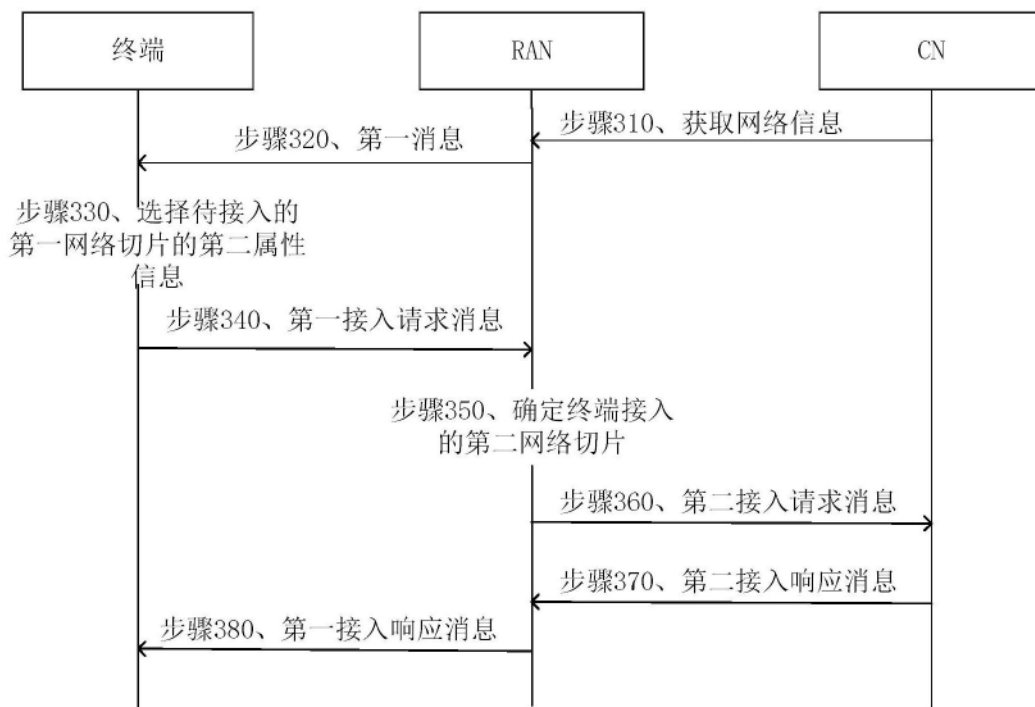 终端
RAN
CN
步骤310、获取网络信息
步骤320、第一消息
步骤330、选择待接入的
第一网络切片的第二属性
信息
步骤340、第一接入请求消息
步骤350、确定终端接入
的第二网络切片
步骤360、第二接入请求消息
步骤370、第二接入响应消息
步骤380、第一接入响应消息